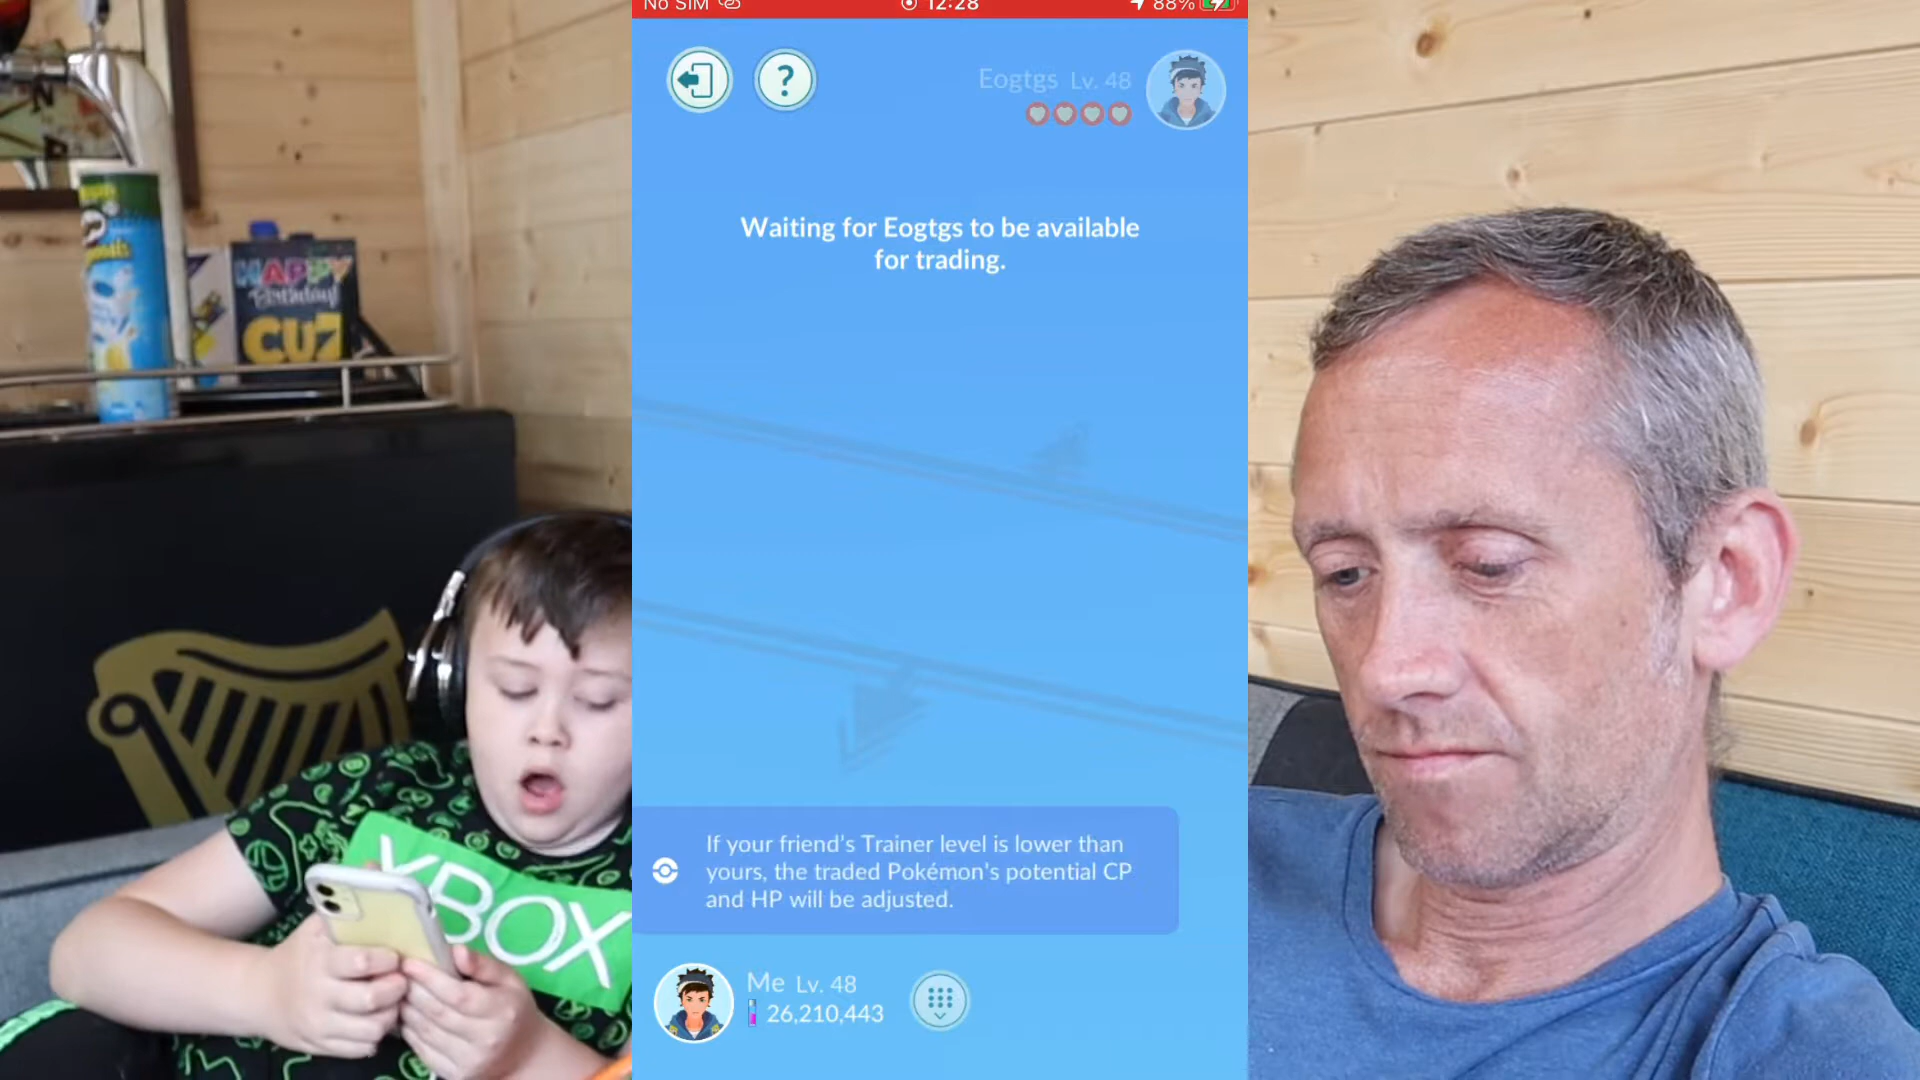 No SIM
12:28
88%
?
Eogtgs Lv. 48
Waiting for Eogtgs to be available
for trading.
If your friend's Trainer level is lower than
yours, the traded Pokémon's potential CP
and HP will be adjusted.
Me Lv. 48
26,210,443
HAPPY
Birthday!
CUZ
XBOX